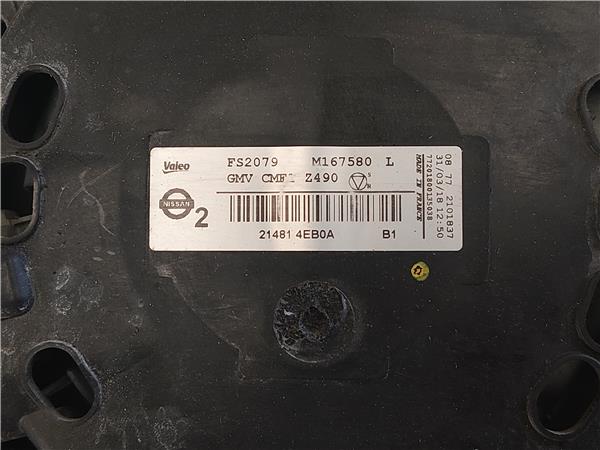 Valeo
FS2079 M167580 L
GMV CMF1 Z490 S N
NISSAN 2
21481 4EB0A B1
MADE IN FRANCE
77201800135038
31/03/18 12:50
08 77 2101837